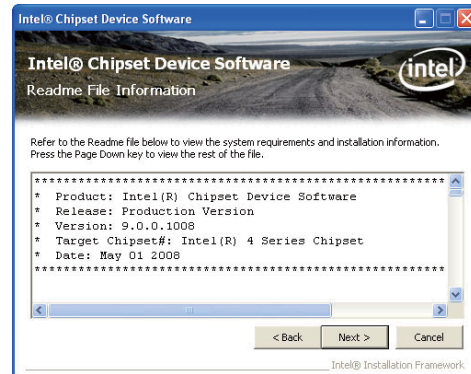 Intel® Chipset Device Software
Intel® Chipset Device Software
intel
Readme File Information
Refer to the Readme file below to view the system requirements and installation information.
Press the Page Down key to view the rest of the file.
************************************************************
* Product: Intel(R) Chipset Device Software
* Release: Production Version
* Version: 9.0.0.1008
* Target Chipset#: Intel(R) 4 Series Chipset
* Date: May 01 2008
************************************************************
< Back
Next >
Cancel
Intel® Installation Framework